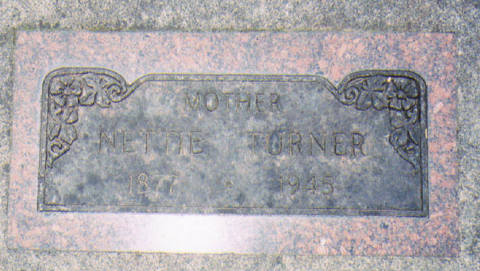 MOTHER
NETTIE TURNER
1877 - 1945